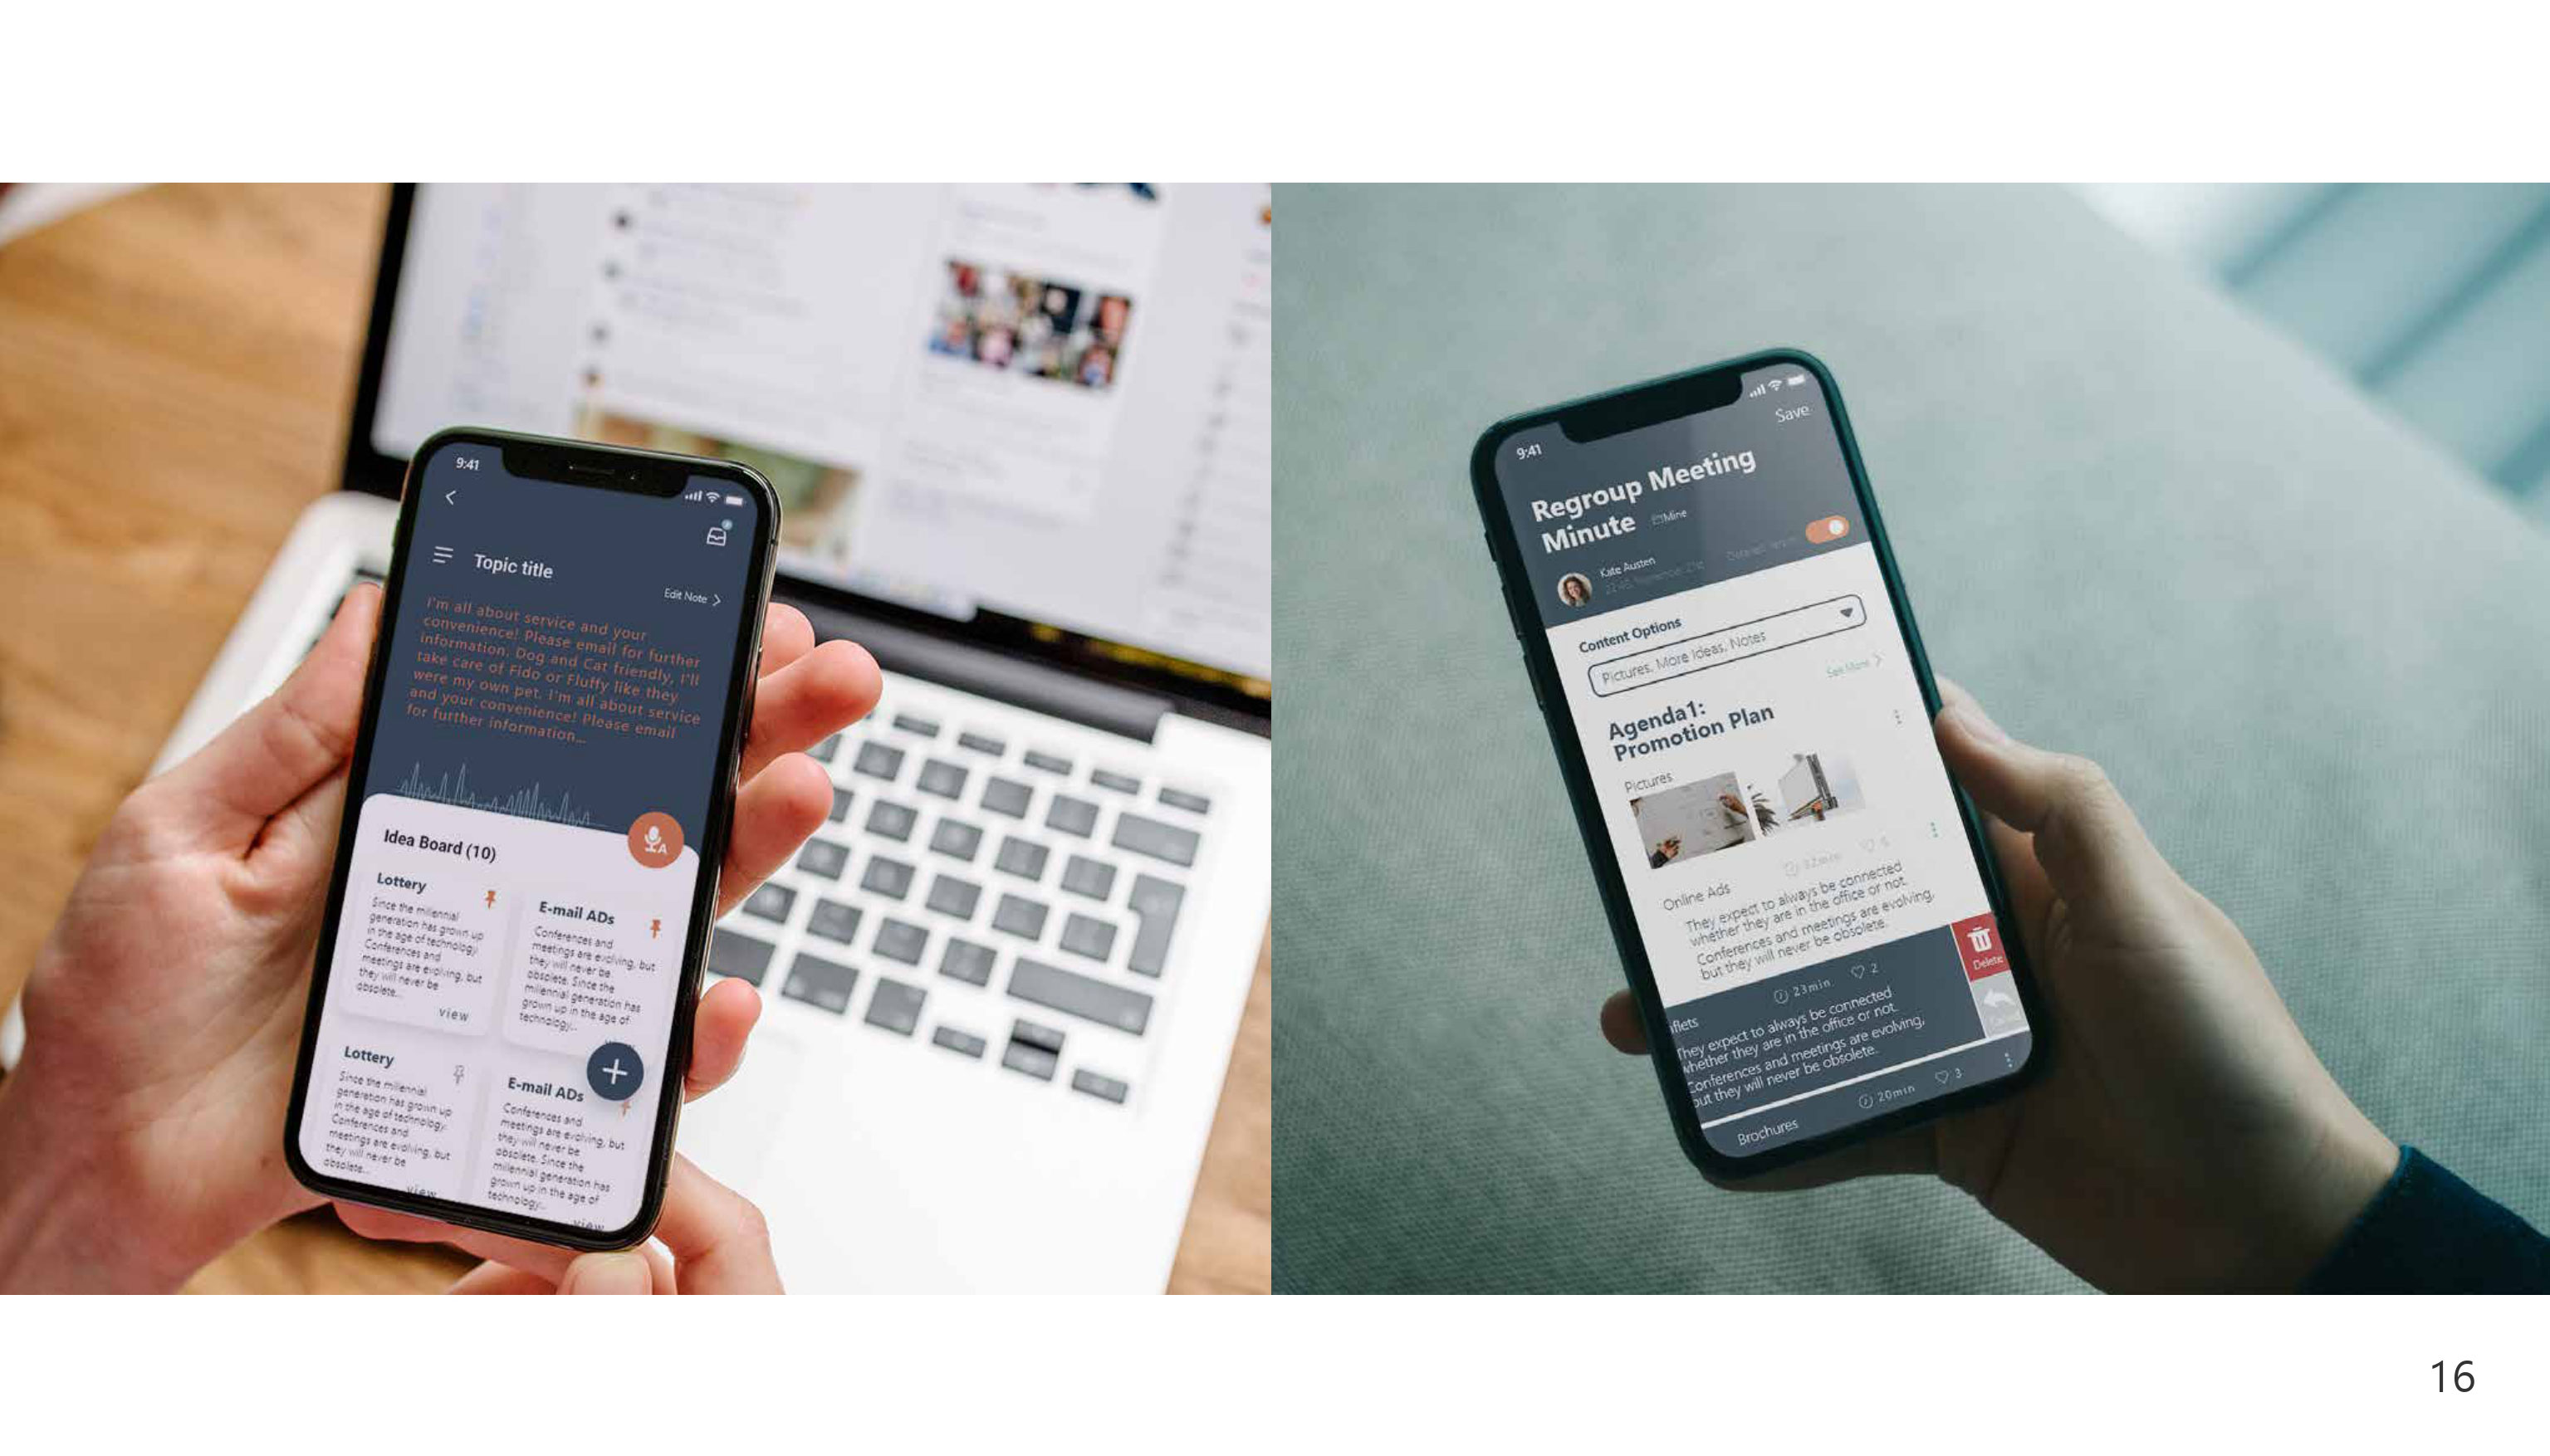 9:41
Topic title
Edit Note >
I'm all about service and your
convenience! Please email for further
information. Dog and Cat friendly, I'll
take care of Fido or Fluffy like they
were my own pet. I'm all about service
and your convenience! Please email
for further information...
Idea Board (10)
Lottery
Since the millennial
generation has grown up
in the age of technology.
Conferences and
meetings are evolving, but
they will never be
obsolete...
view
E-mail ADs
Conferences and
meetings are evolving, but
they will never be
obsolete. Since the
millennial generation has
grown up in the age of
technology...
Lottery
Since the millennial
generation has grown up
in the age of technology.
Conferences and
meetings are evolving, but
they will never be
obsolete...
view
E-mail ADs
Conferences and
meetings are evolving, but
they will never be
obsolete. Since the
millennial generation has
grown up in the age of
technology...
view
9:41
Save
Regroup Meeting
Minute
Mine
Kate Austen
Content Options
Pictures, More Ideas, Notes
See More >
Agenda1:
Promotion Plan
Pictures
Online Ads
They expect to always be connected
whether they are in the office or not.
Conferences and meetings are evolving,
but they will never be obsolete.
Delete
23min
2
flets
They expect to always be connected
whether they are in the office or not.
Conferences and meetings are evolving,
but they will never be obsolete.
Brochures
20min
3
16